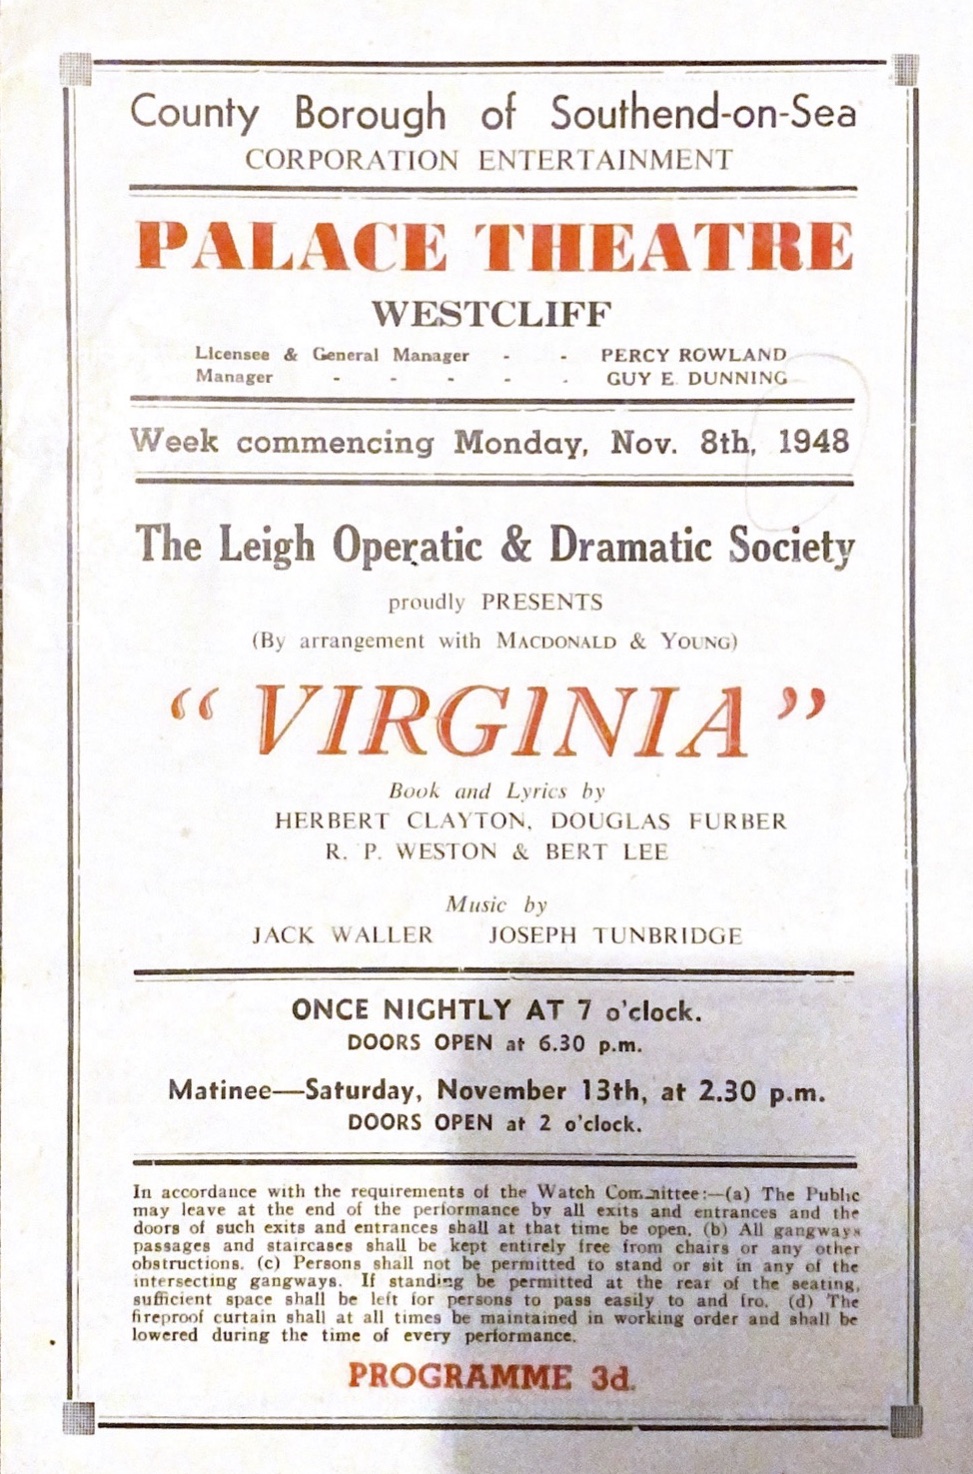 County Borough of Southend-on-Sea
CORPORATION ENTERTAINMENT
PALACE THEATRE
WESTCLIFF
Licensee & General Manager - - PERCY ROWLAND
Manager - - - - - GUY E. DUNNING
Week commencing Monday, Nov. 8th, 1948
The Leigh Operatic & Dramatic Society
proudly PRESENTS
(By arrangement with MACDONALD & YOUNG)
“VIRGINIA”
Book and Lyrics by
HERBERT CLAYTON, DOUGLAS FURBER
R. P. WESTON & BERT LEE
Music by
JACK WALLER JOSEPH TUNBRIDGE
ONCE NIGHTLY AT 7 o'clock.
DOORS OPEN at 6.30 p.m.
Matinee—Saturday, November 13th, at 2.30 p.m.
DOORS OPEN at 2 o'clock.
In accordance with the requirements of the Watch Committee:—(a) The Public
may leave at the end of the performance by all exits and entrances and the
doors of such exits and entrances shall at that time be open. (b) All gangways
passages and staircases shall be kept entirely free from chairs or any other
obstructions. (c) Persons shall not be permitted to stand or sit in any of the
intersecting gangways. If standing be permitted at the rear of the seating,
sufficient space shall be left for persons to pass easily to and fro. (d) The
fireproof curtain shall at all times be maintained in working order and shall be
lowered during the time of every performance.
PROGRAMME 3d.